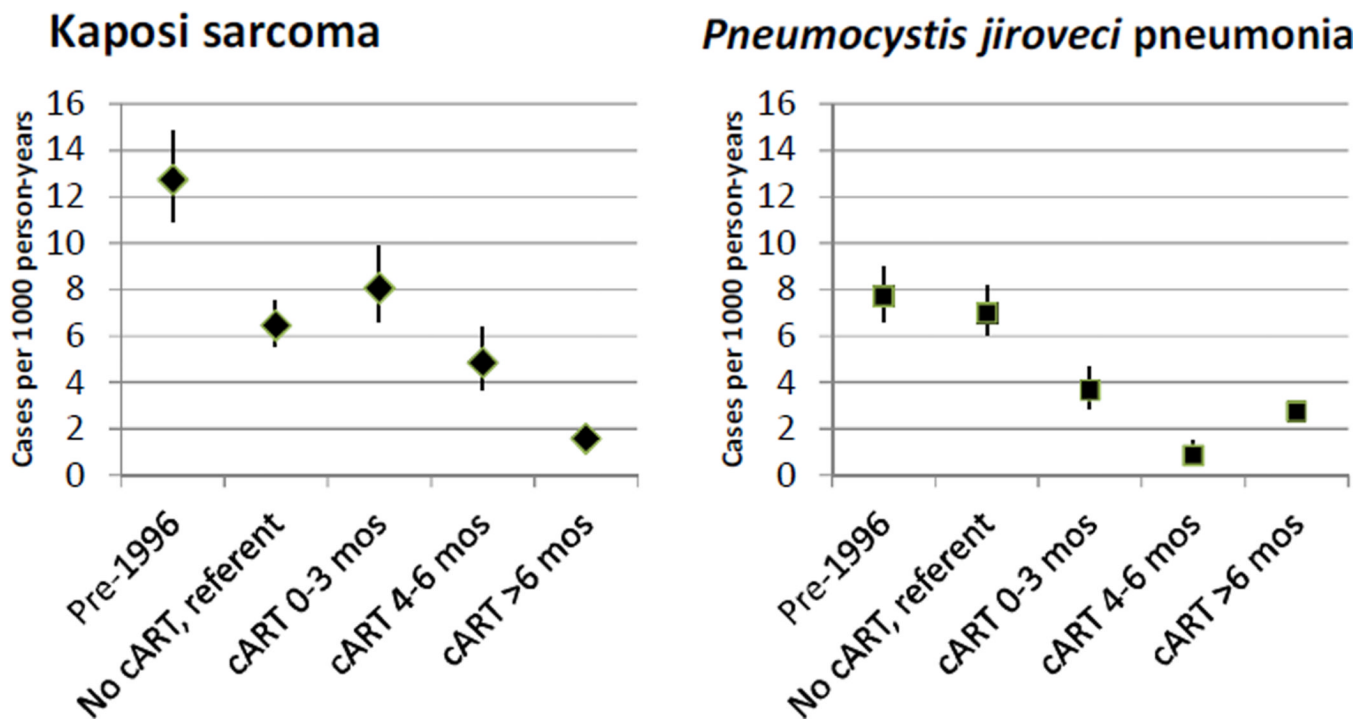 Kaposi sarcoma
Cases per 1000 person-years
16
14
12
10
8
6
4
2
0
Pre-1996
No cART, referent
cART 0-3 mos
cART 4-6 mos
cART >6 mos
Pneumocystis jiroveci pneumonia
Cases per 1000 person-years
16
14
12
10
8
6
4
2
0
Pre-1996
No cART, referent
cART 0-3 mos
cART 4-6 mos
cART >6 mos